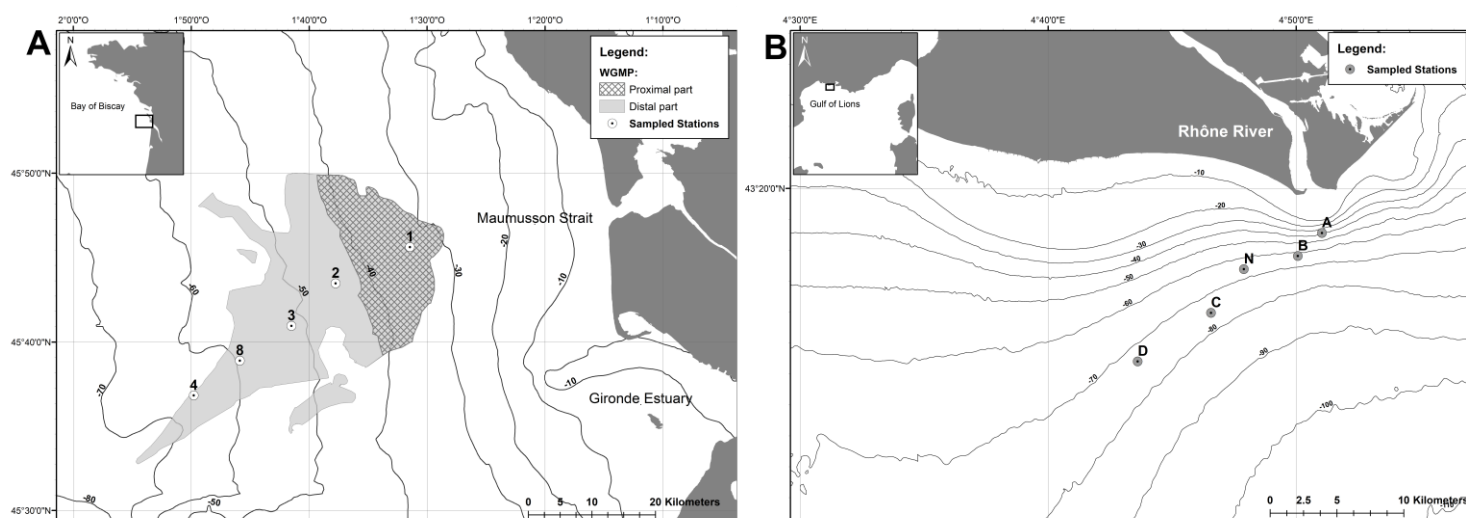 2°0'0"O
1°50'0"O
1°40'0"O
1°30'0"O
1°20'0"O
1°10'0"O
A
N
Bay of Biscay
Legend:
WGMP:
Proximal part
Distal part
Sampled Stations
45°50'0"N
Maumusson Strait
1
-20
-30
-10
2
-40
-50
-60
3
45°40'0"N
8
-70
4
-10
Gironde Estuary
-80
-50
45°30'0"N
0 5 10 20 Kilometers
4°30'0"O
4°40'0"O
4°50'0"O
B
N
Gulf of Lions
Legend:
Sampled Stations
Rhône River
-10
43°20'0"N
-20
A
-30
B
-40
N
-50
-60
C
-80
D
-90
-70
-100
-110
0 2.5 5 10 Kilometers